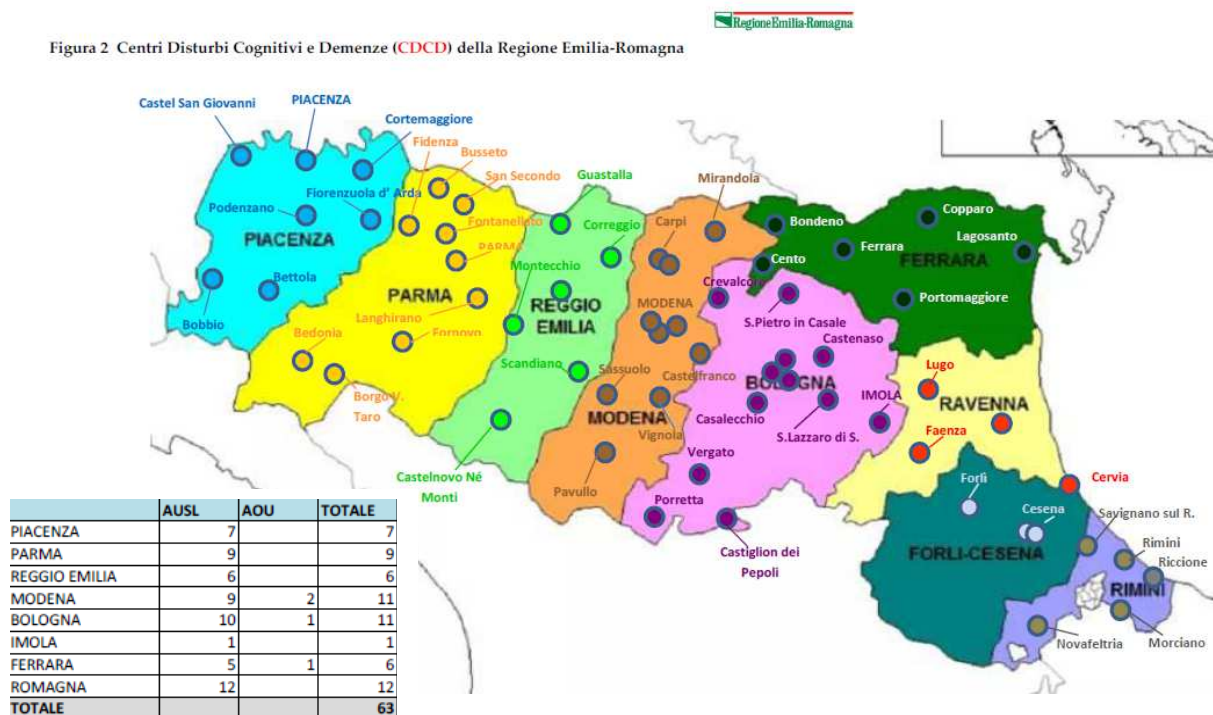 RegioneEmilia-Romagna
Figura 2 Centri Disturbi Cognitivi e Demenze (CDCD) della Regione Emilia-Romagna
Castel San Giovanni
PIACENZA
Cortemaggiore
Fidenza
Busseto
San Secondo
Guastalla
Mirandola
Fiorenzuola d' Arda
Podenzano
PIACENZA
Fontanellato
Correggio
Carpi
Bondeno
Copparo
Ferrara
Lagosanto
FERRARA
PARMA
Montecchio
Cento
Bettola
PARMA
Crevalcore
Portomaggiore
Bobbio
Langhirano
REGGIO
EMILIA
MODENA
S.Pietro in Casale
Bedonia
Fornovo
Castenaso
Scandiano
Sassuolo
Castelfranco
BOLOGNA
Lugo
Borgo V.
Taro
IMOLA
RAVENNA
MODENA
Vignola
Casalecchio
S.Lazzaro di S.
Faenza
Castelnovo Né
Monti
Pavullo
Vergato
Porretta
Cervia
Forlì
Cesena
Savignano sul R.
Castiglion dei
Pepoli
FORLI-CESENA
Rimini
Riccione
RIMINI
Novafeltria
Morciano
AUSL AOU TOTALE
PIACENZA 7 7
PARMA 9 9
REGGIO EMILIA 6 6
MODENA 9 2 11
BOLOGNA 10 1 11
IMOLA 1 1
FERRARA 5 1 6
ROMAGNA 12 12
TOTALE 63